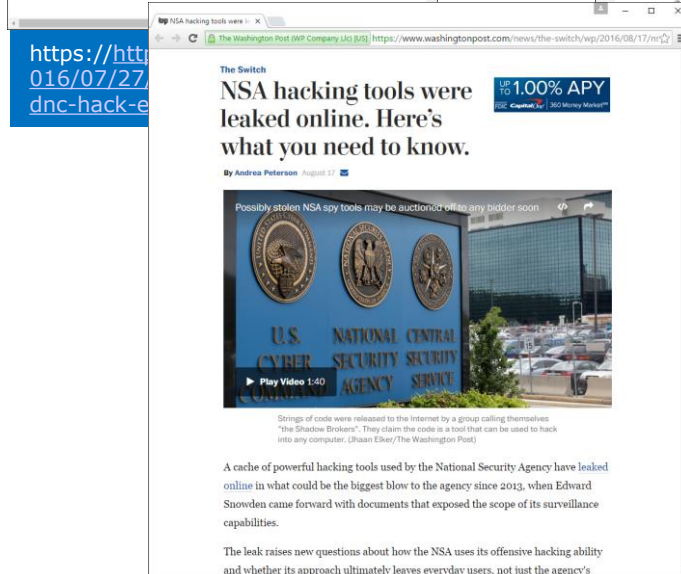 https://htt
016/07/27/
dnc-hack-e
NSA hacking tools were
The Washington Post (WP Company Llc) [US] https://www.washingtonpost.com/news/the-switch/wp/2016/08/17/
The Switch
NSA hacking tools were
leaked online. Here's
what you need to know.
UP TO 1.00% APY
FDIC Capital One 360 Money Market
By Andrea Peterson August 17
Possibly stolen NSA spy tools may be auctioned off to any bidder soon
U.S. NATIONAL CENTRAL
CYBER SECURITY SECURITY
COMMAND AGENCY SERVICE
15
Play Video 1:40
Strings of code were released to the Internet by a group calling themselves
"the Shadow Brokers". They claim the code is a tool that can be used to hack
into any computer. (Jhaan Elker/The Washington Post)
A cache of powerful hacking tools used by the National Security Agency have leaked
online in what could be the biggest blow to the agency since 2013, when Edward
Snowden came forward with documents that exposed the scope of its surveillance
capabilities.
The leak raises new questions about how the NSA uses its offensive hacking ability
and whether its approach ultimately leaves everyday users, not just the agency's